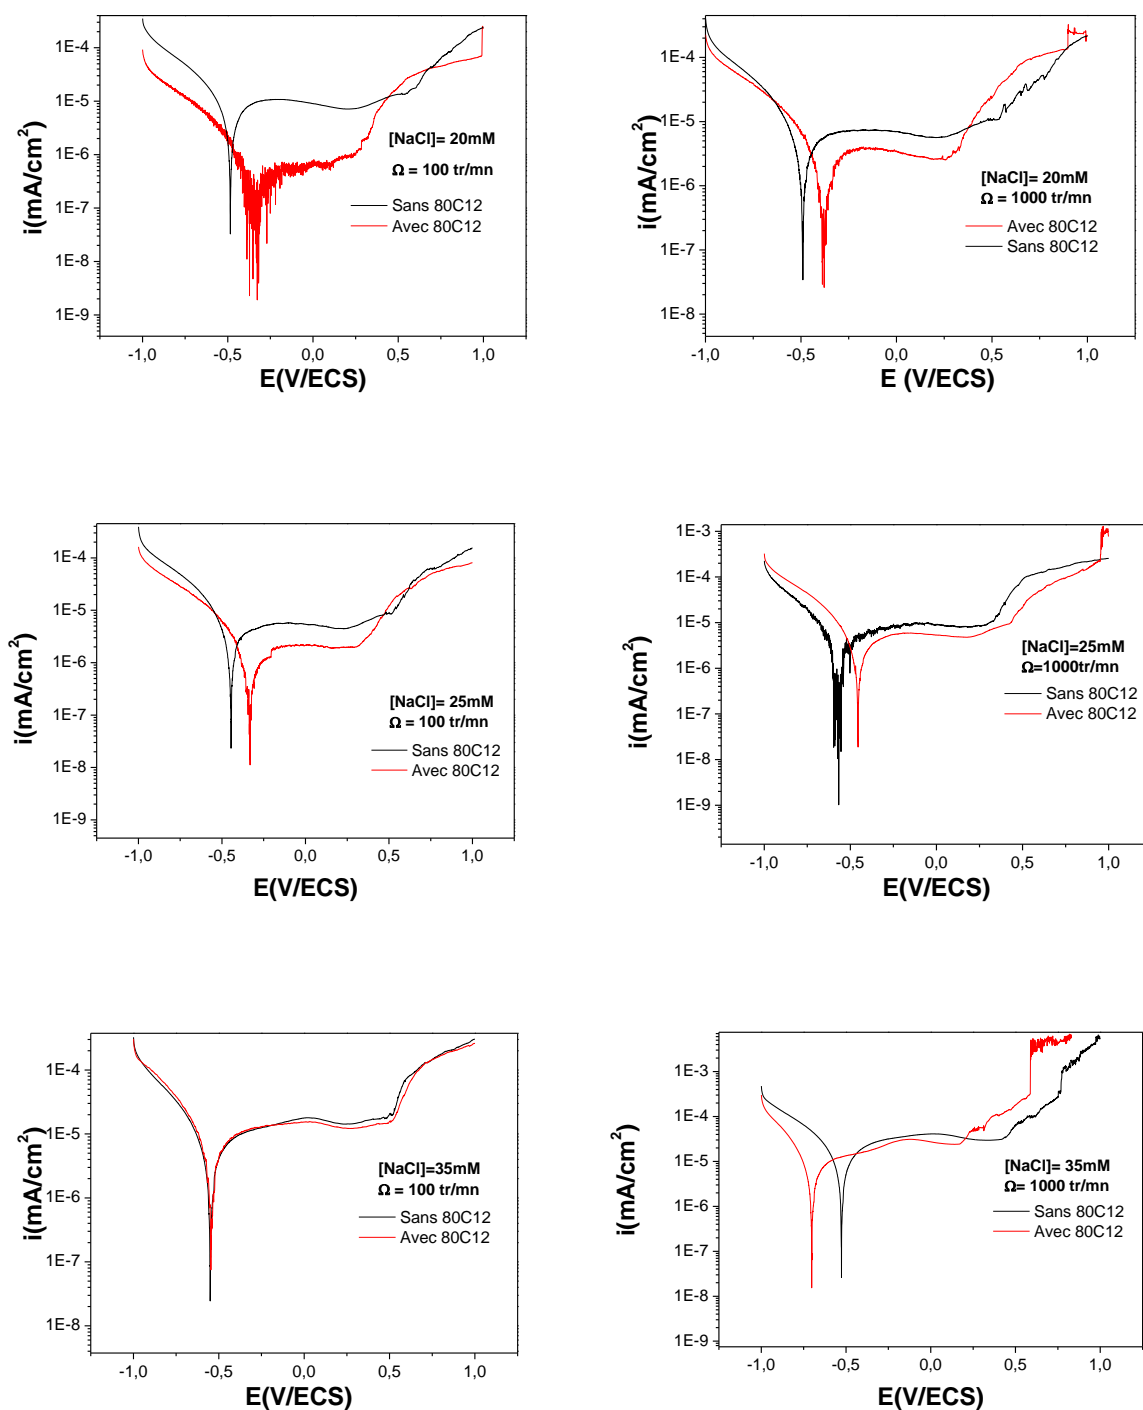 1E-4
1E-5
1E-6
1E-7
1E-8
1E-9
i(mA/cm²)
-1,0 -0,5 0,0 0,5 1,0
E(V/ECS)
[NaCl]= 20mM
Ω = 100 tr/mn
Sans 80C12
Avec 80C12
1E-4
1E-5
1E-6
1E-7
1E-8
i(mA/cm²)
-1,0 -0,5 0,0 0,5 1,0
E (V/ECS)
[NaCl]= 20mM
Ω = 1000 tr/mn
Avec 80C12
Sans 80C12
1E-4
1E-5
1E-6
1E-7
1E-8
1E-9
i(mA/cm²)
-1,0 -0,5 0,0 0,5 1,0
E(V/ECS)
[NaCl]= 25mM
Ω = 100 tr/mn
Sans 80C12
Avec 80C12
1E-3
1E-4
1E-5
1E-6
1E-7
1E-8
1E-9
i(mA/cm²)
-1,0 -0,5 0,0 0,5 1,0
E(V/ECS)
[NaCl]=25mM
Ω=1000tr/mn
Sans 80C12
Avec 80C12
1E-4
1E-5
1E-6
1E-7
1E-8
i(mA/cm²)
-1,0 -0,5 0,0 0,5 1,0
E(V/ECS)
[NaCl]=35mM
Ω = 100 tr/mn
Sans 80C12
Avec 80C12
1E-3
1E-4
1E-5
1E-6
1E-7
1E-8
1E-9
i(mA/cm²)
-1,0 -0,5 0,0 0,5 1,0
E(V/ECS)
[NaCl]= 35mM
Ω= 1000 tr/mn
Sans 80C12
Avec 80C12